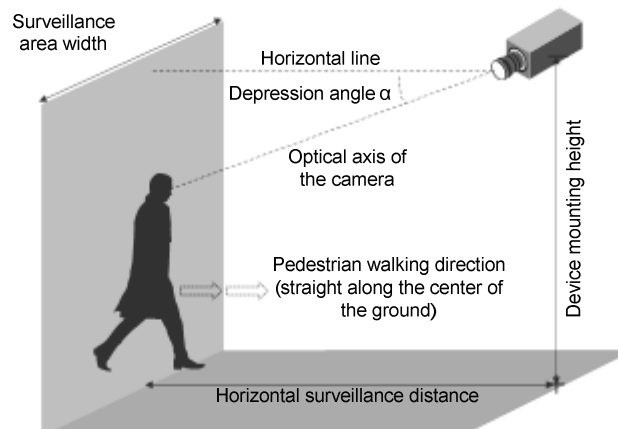 Surveillance
area width
Horizontal line
Depression angle α
Optical axis of
the camera
Device mounting height
Pedestrian walking direction
(straight along the center of
the ground)
Horizontal surveillance distance